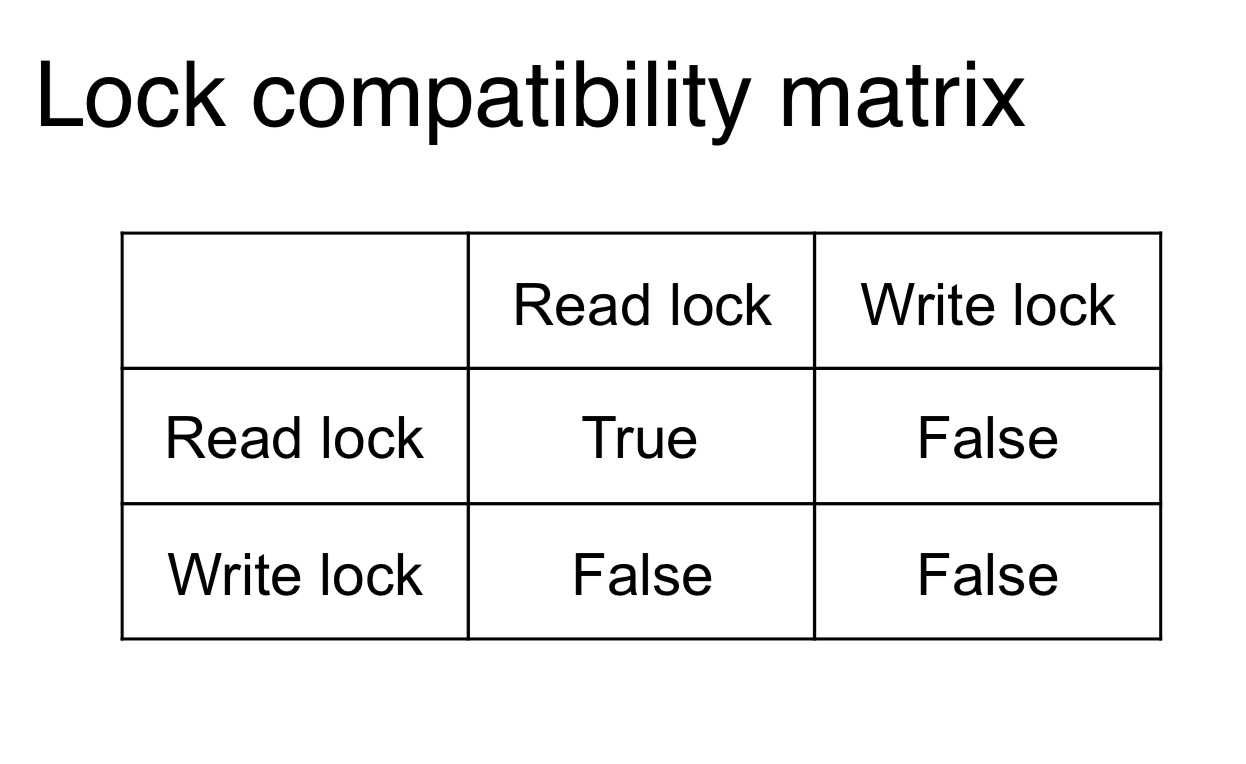 Lock compatibility matrix
Read lock Write lock
Read lock True False
Write lock False False